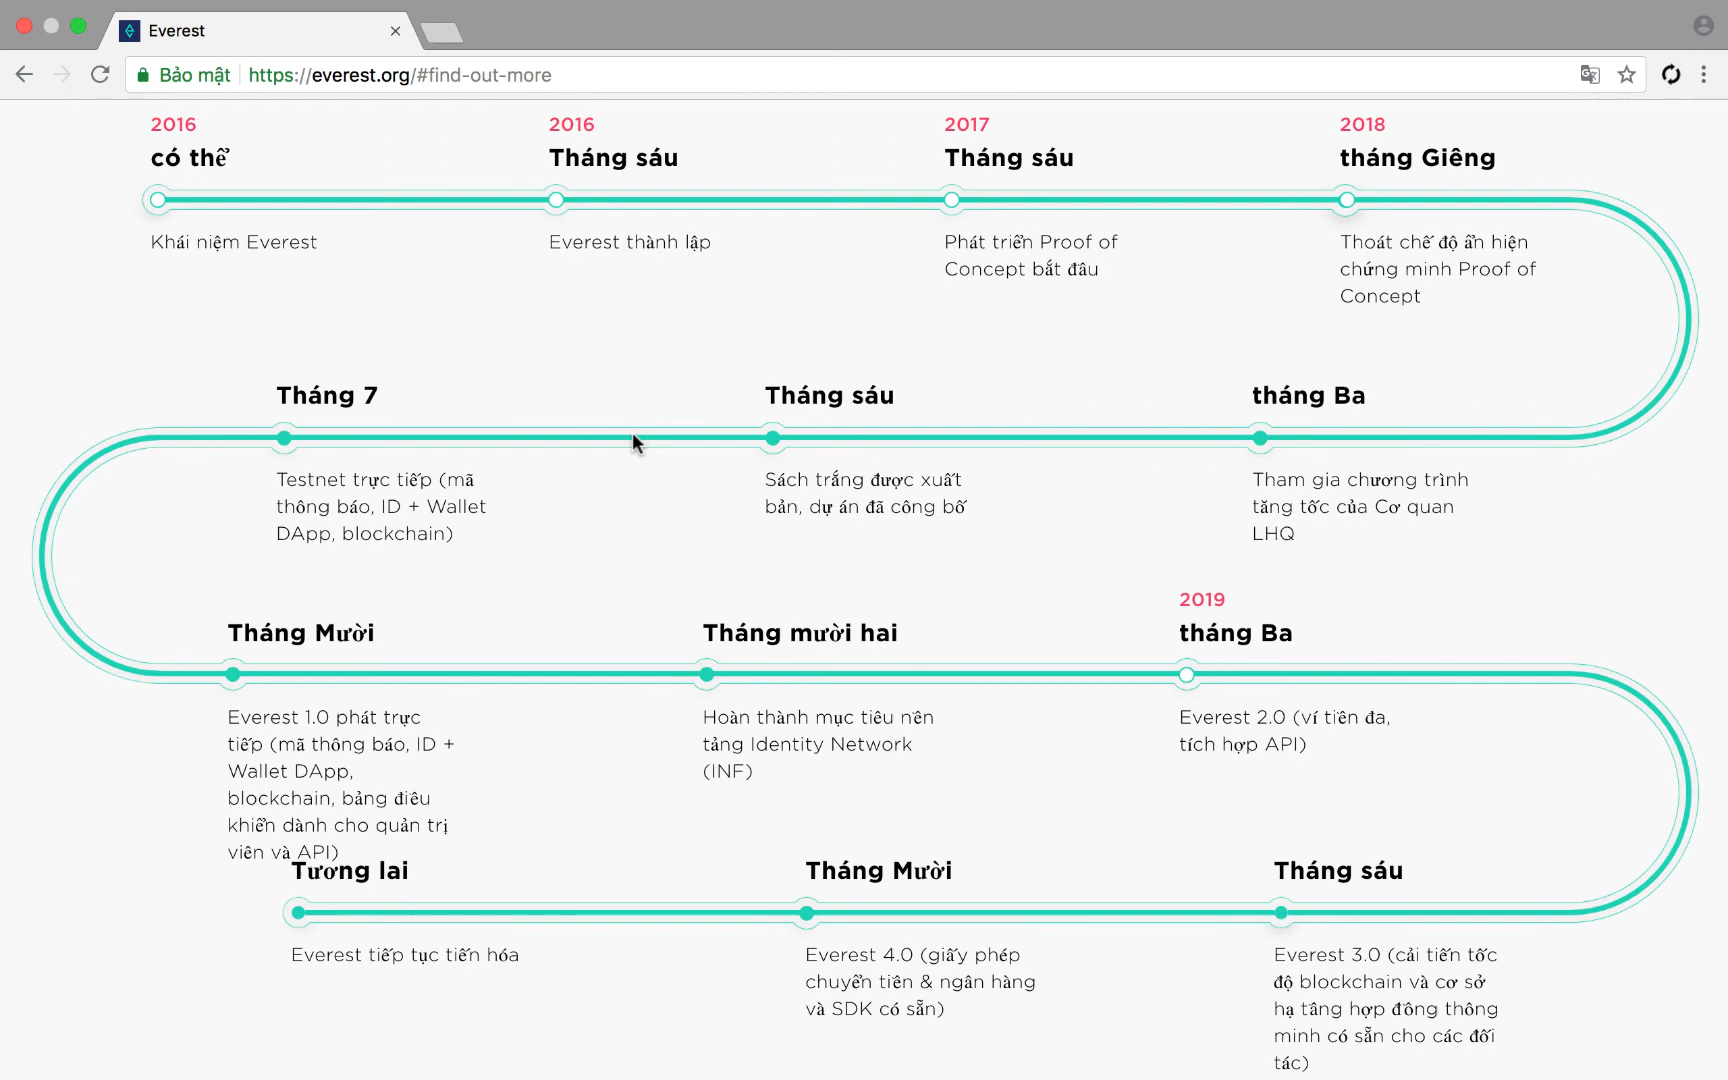 Everest
Bảo mật https://everest.org/#find-out-more
2016
có thể
Khái niệm Everest
2016
Tháng sáu
Everest thành lập
2017
Tháng sáu
Phát triển Proof of
Concept bắt đầu
2018
tháng Giêng
Thoát chế độ ẩn hiện
chứng minh Proof of
Concept
Tháng 7
Testnet trực tiếp (mã
thông báo, ID + Wallet
DApp, blockchain)
Tháng sáu
Sách trắng được xuất
bản, dự án đã công bố
tháng Ba
Tham gia chương trình
tăng tốc của Cơ quan
LHQ
Tháng Mười
Everest 1.0 phát trực
tiếp (mã thông báo, ID +
Wallet DApp,
blockchain, bảng điều
khiển dành cho quản trị
viên và API)
Tháng mười hai
Hoàn thành mục tiêu nền
tảng Identity Network
(INF)
2019
tháng Ba
Everest 2.0 (ví tiền đa,
tích hợp API)
Tương lai
Everest tiếp tục tiến hóa
Tháng Mười
Everest 4.0 (giấy phép
chuyển tiền & ngân hàng
và SDK có sẵn)
Tháng sáu
Everest 3.0 (cải tiến tốc
độ blockchain và cơ sở
hạ tầng hợp đồng thông
minh có sẵn cho các đối
tác)